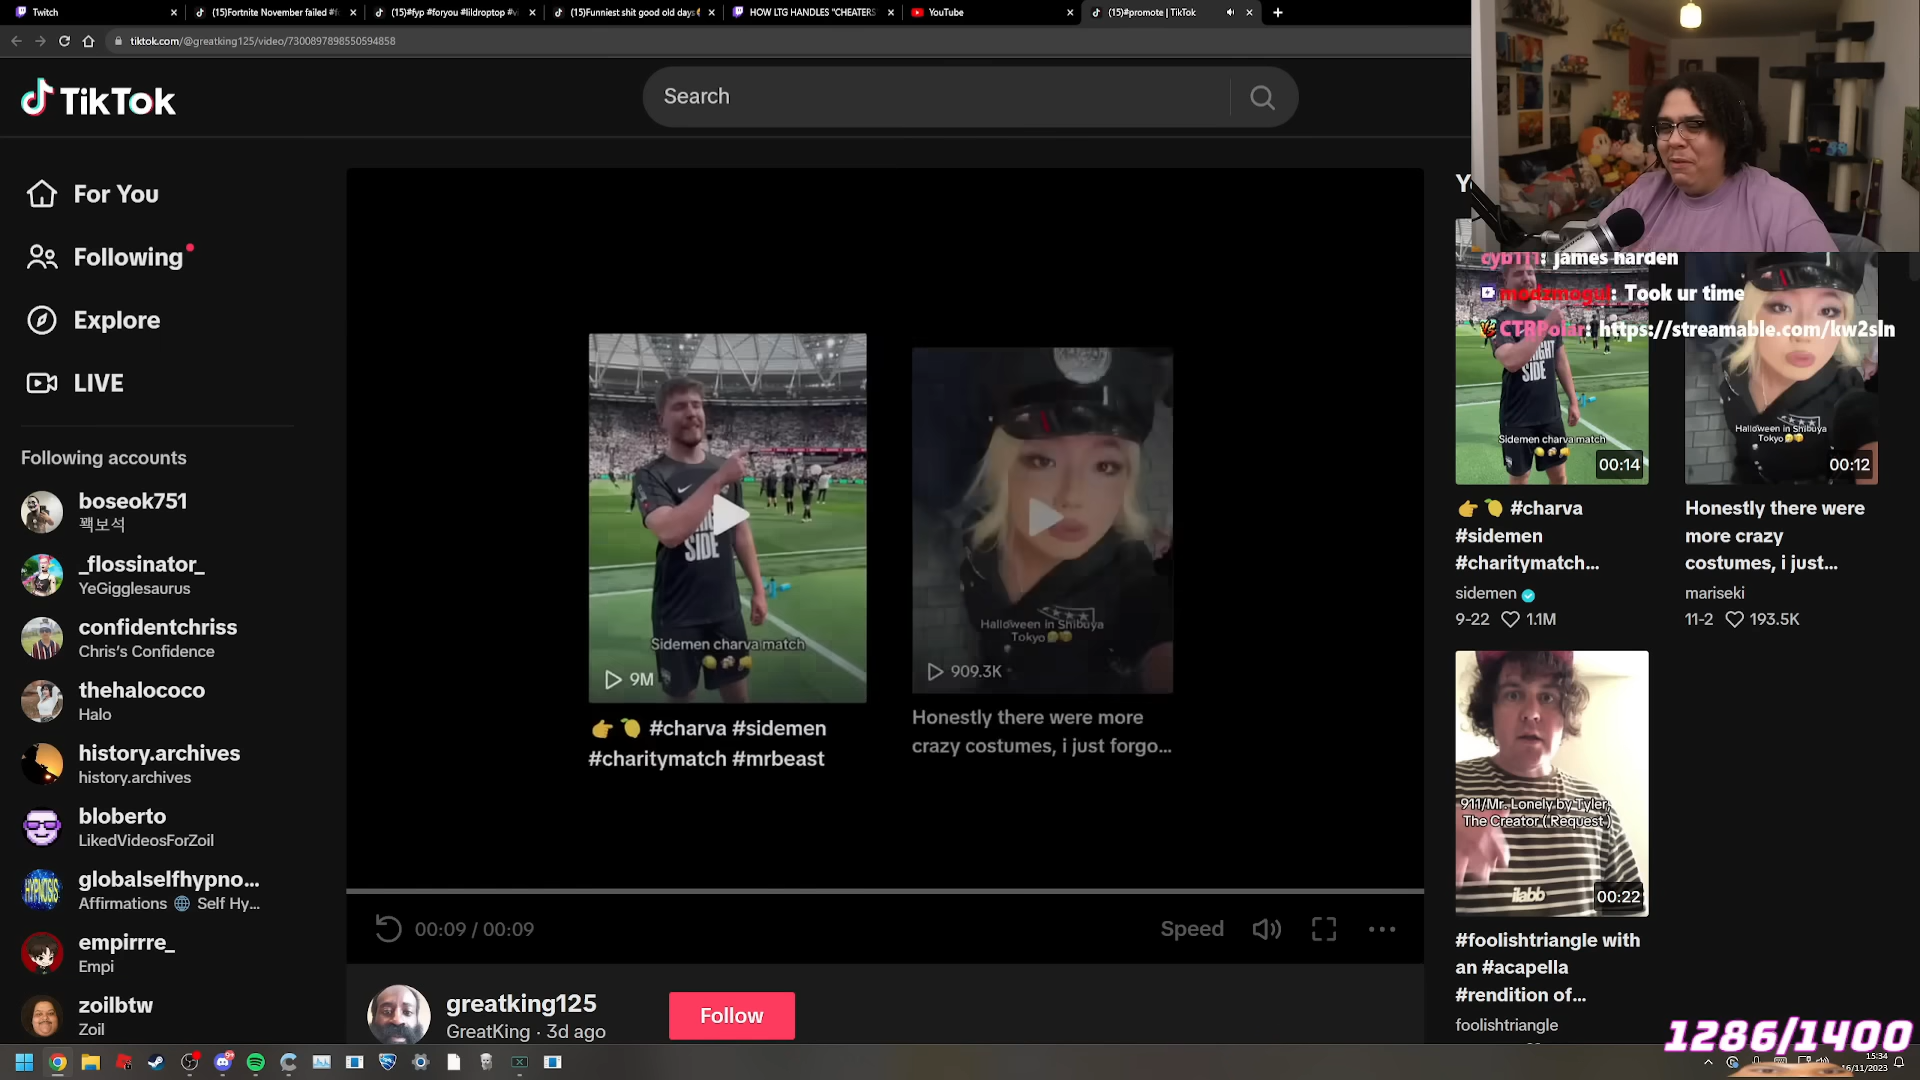 Twitch
(15)Fortnite November failed #f
(15)#fyp #foryou #lildroptop #vi
(15)Funniest shit good old days
HOW LTG HANDLES "CHEATERS
YouTube
(15)#promote | TikTok
tiktok.com/@greatking125/video/7300897898550594858
TikTok
Search
For You
Following
Explore
LIVE
Following accounts
boseok751
꽥보석
_flossinator_
YeGigglesaurus
confidentchriss
Chris's Confidence
thehalococo
Halo
history.archives
history.archives
bloberto
LikedVideosForZoil
globalselfhypno...
Affirmations 🌐 Self Hy...
empirrre_
Empi
zoilbtw
Zoil
SIDE
Sidemen charva match
9M
👉 🍋 #charva #sidemen
#charitymatch #mrbeast
Halloween in Shibuya
Tokyo
909.3K
Honestly there were more
crazy costumes, i just forgo...
00:09 / 00:09
Speed
greatking125
GreatKing · 3d ago
Follow
cyb111: james harden
modzmogul: Took ur time
CTRPolar: https://streamable.com/kw2sln
SIDE
Sidemen charva match
00:14
👉 🍋 #charva
#sidemen
#charitymatch...
sidemen
9-22 1.1M
Halloween in Shibuya
Tokyo
00:12
Honestly there were
more crazy
costumes, i just...
mariseki
11-2 193.5K
911/Mr. Lonely by Tyler,
The Creator ( Request )
ilabb
00:22
#foolishtriangle with
an #acapella
#rendition of...
foolishtriangle
1286/1400
15:34
16/11/2023